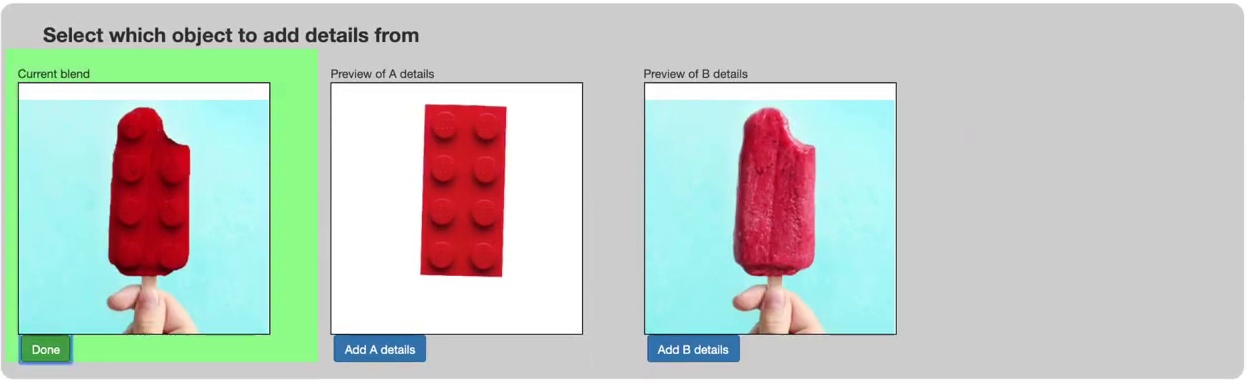 Select which object to add details from
Current blend
Preview of A details
Preview of B details
Done
Add A details
Add B details